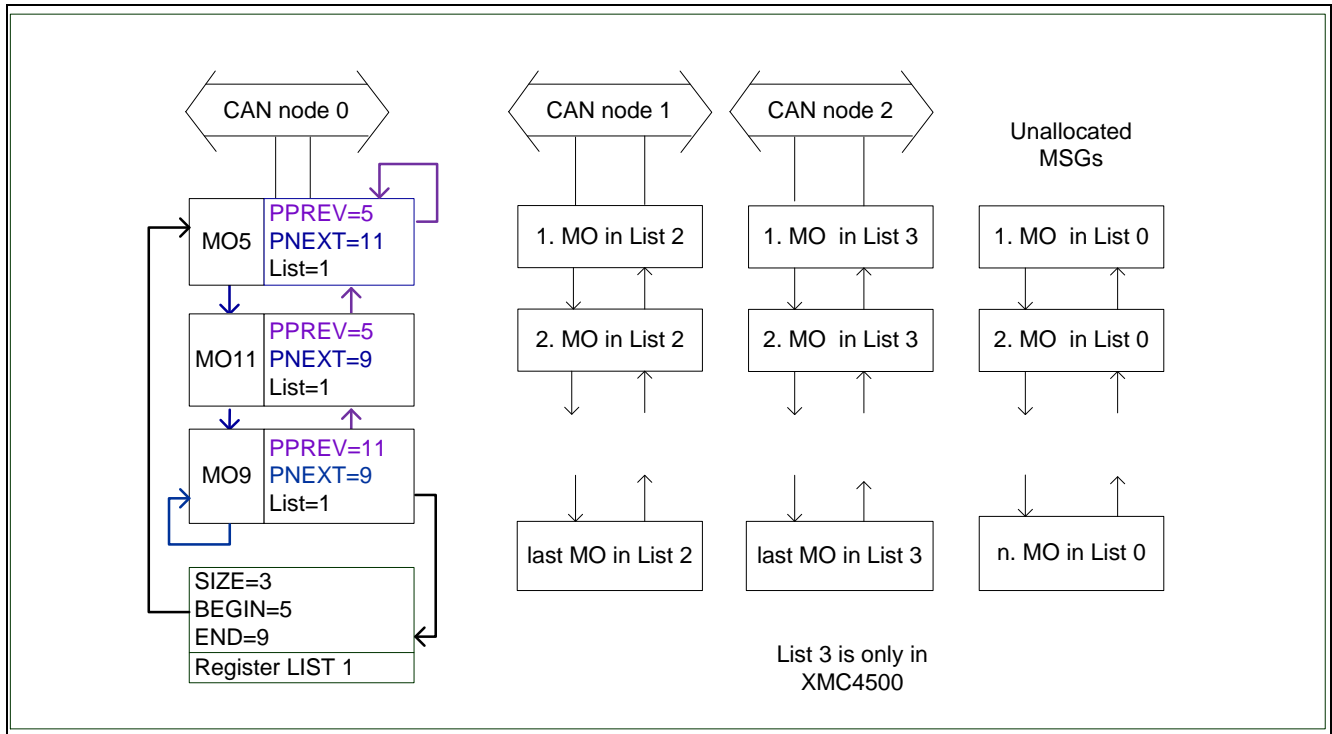 CAN node 0
MO5
PPREV=5
PNEXT=11
List=1
MO11
PPREV=5
PNEXT=9
List=1
MO9
PPREV=11
PNEXT=9
List=1
SIZE=3
BEGIN=5
END=9
Register LIST 1
CAN node 1
1. MO in List 2
2. MO in List 2
last MO in List 2
CAN node 2
1. MO in List 3
2. MO in List 3
last MO in List 3
List 3 is only in
XMC4500
Unallocated
MSGs
1. MO in List 0
2. MO in List 0
n. MO in List 0